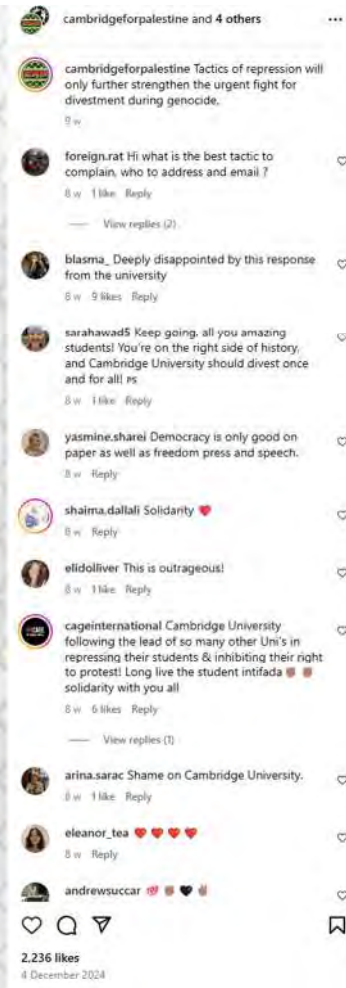 cambridgeforpalestine and 4 others
cambridgeforpalestine Tactics of repression will
only further strengthen the urgent fight for
divestment during genocide.
9 w
foreign.rat Hi what is the best tactic to
complain, who to address and email ?
8 w 1 like Reply
View replies (2)
blasma_ Deeply disappointed by this response
from the university
8 w 9 likes Reply
sarahawad5 Keep going, all you amazing
students! You're on the right side of history,
and Cambridge University should divest once
and for all! PS
8 w 1 like Reply
yasmine.sharei Democracy is only good on
paper as well as freedom press and speech.
8 w Reply
shaima.dallali Solidarity ❤️
8 w Reply
elidolliver This is outrageous!
8 w 1 like Reply
cageinternational Cambridge University
following the lead of so many other Uni's in
repressing their students & inhibiting their right
to protest! Long live the student intifada ✊🏽 ✊🏽
solidarity with you all
8 w 6 likes Reply
View replies (1)
arina.sarac Shame on Cambridge University.
8 w 1 like Reply
eleanor_tea ❤️ ❤️ ❤️ ❤️
8 w Reply
andrewsuccar 💯 ✊🏽 🖤 ✌🏽
2,236 likes
4 December 2024